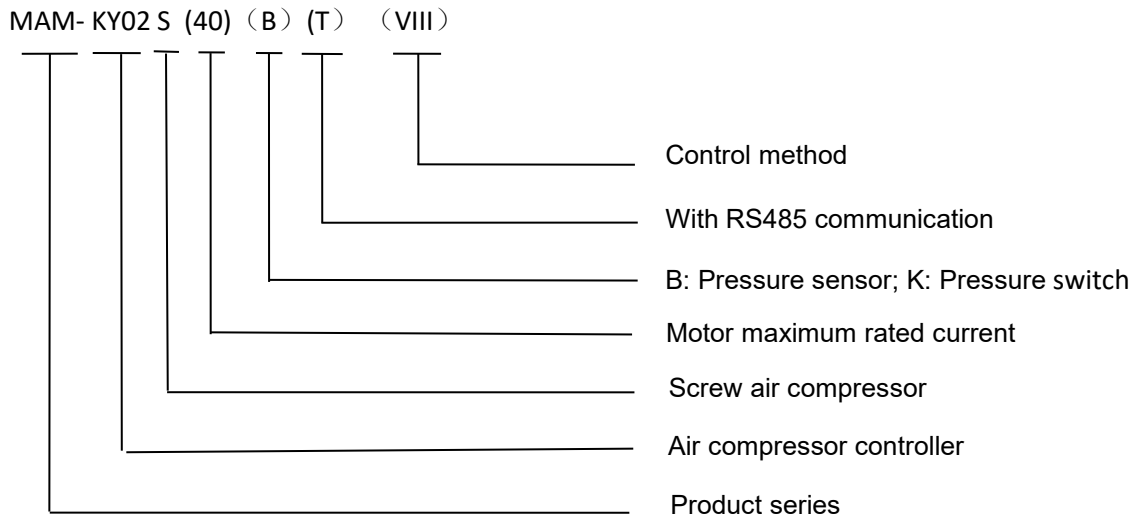 MAM- KY02 S (40)（B）(T） （VIII）
Control method
With RS485 communication
B: Pressure sensor; K: Pressure switch
Motor maximum rated current
Screw air compressor
Air compressor controller
Product series